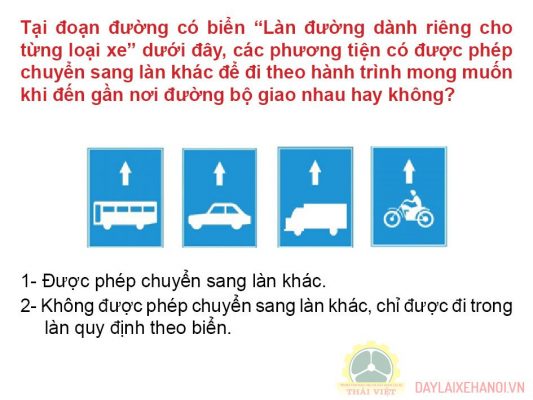 Tại đoạn đường có biển “Làn đường dành riêng cho
từng loại xe” dưới đây, các phương tiện có được phép
chuyển sang làn khác để đi theo hành trình mong muốn
khi đến gần nơi đường bộ giao nhau hay không?
1- Được phép chuyển sang làn khác.
2- Không được phép chuyển sang làn khác, chỉ được đi trong
làn quy định theo biển.
THÁI VIỆT
DAYLAIXEHANOI.VN